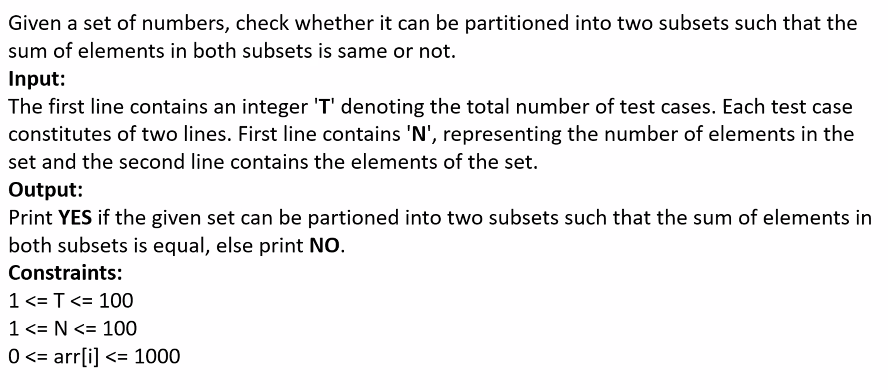 Given a set of numbers, check whether it can be partitioned into two subsets such that the
sum of elements in both subsets is same or not.
Input:
The first line contains an integer 'T' denoting the total number of test cases. Each test case
constitutes of two lines. First line contains 'N', representing the number of elements in the
set and the second line contains the elements of the set.
Output:
Print YES if the given set can be partioned into two subsets such that the sum of elements in
both subsets is equal, else print NO.
Constraints:
1 <= T <= 100
1 <= N <= 100
0 <= arr[i] <= 1000